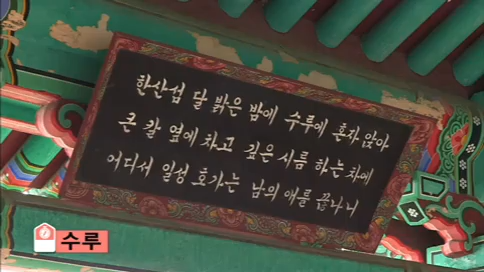 한산섬 달 밝은 밤에 수루에 혼자 앉아
큰 칼 옆에 차고 깊은 시름 하는 차에
어디서 일성 호가는 남의 애를 끊나니
수루